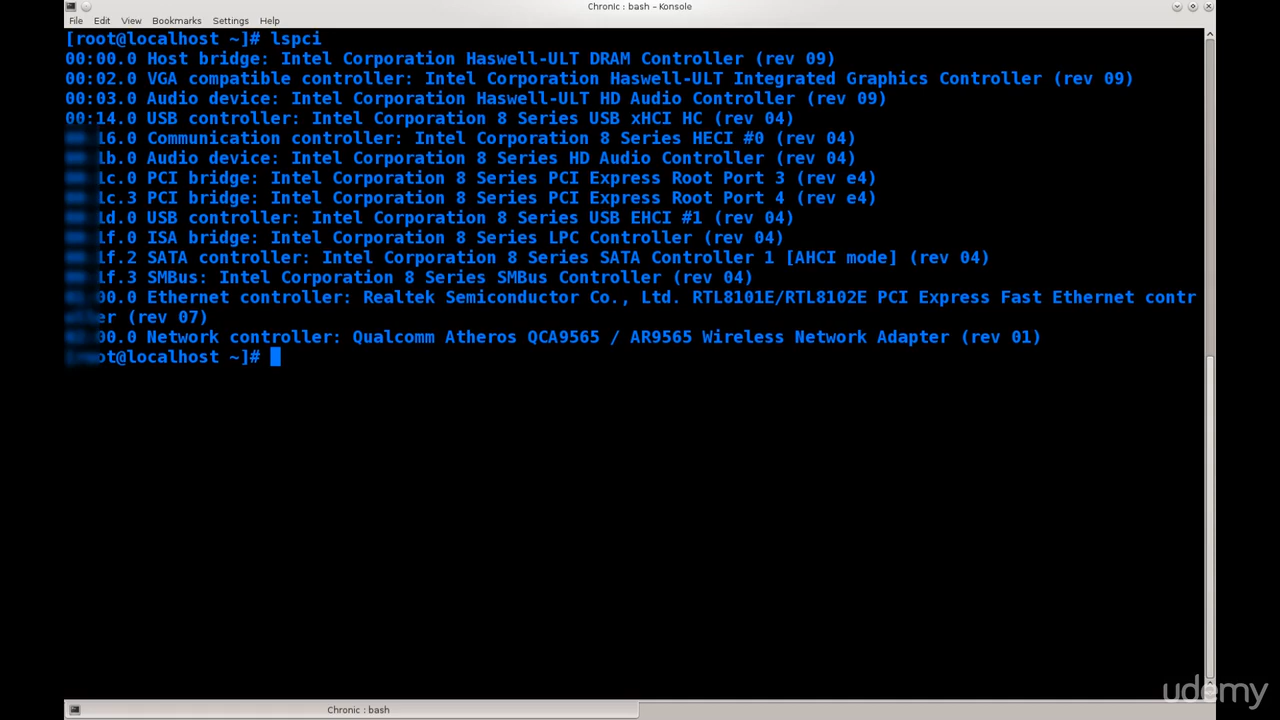 Chronic : bash – Konsole
File Edit View Bookmarks Settings Help
[root@localhost ~]# lspci
00:00.0 Host bridge: Intel Corporation Haswell-ULT DRAM Controller (rev 09)
00:02.0 VGA compatible controller: Intel Corporation Haswell-ULT Integrated Graphics Controller (rev 09)
00:03.0 Audio device: Intel Corporation Haswell-ULT HD Audio Controller (rev 09)
00:14.0 USB controller: Intel Corporation 8 Series USB xHCI HC (rev 04)
16.0 Communication controller: Intel Corporation 8 Series HECI #0 (rev 04)
1b.0 Audio device: Intel Corporation 8 Series HD Audio Controller (rev 04)
1c.0 PCI bridge: Intel Corporation 8 Series PCI Express Root Port 3 (rev e4)
1c.3 PCI bridge: Intel Corporation 8 Series PCI Express Root Port 4 (rev e4)
1d.0 USB controller: Intel Corporation 8 Series USB EHCI #1 (rev 04)
1f.0 ISA bridge: Intel Corporation 8 Series LPC Controller (rev 04)
1f.2 SATA controller: Intel Corporation 8 Series SATA Controller 1 [AHCI mode] (rev 04)
1f.3 SMBus: Intel Corporation 8 Series SMBus Controller (rev 04)
00.0 Ethernet controller: Realtek Semiconductor Co., Ltd. RTL8101E/RTL8102E PCI Express Fast Ethernet contr
er (rev 07)
00.0 Network controller: Qualcomm Atheros QCA9565 / AR9565 Wireless Network Adapter (rev 01)
ot@localhost ~]#
udemy
Chronic : bash